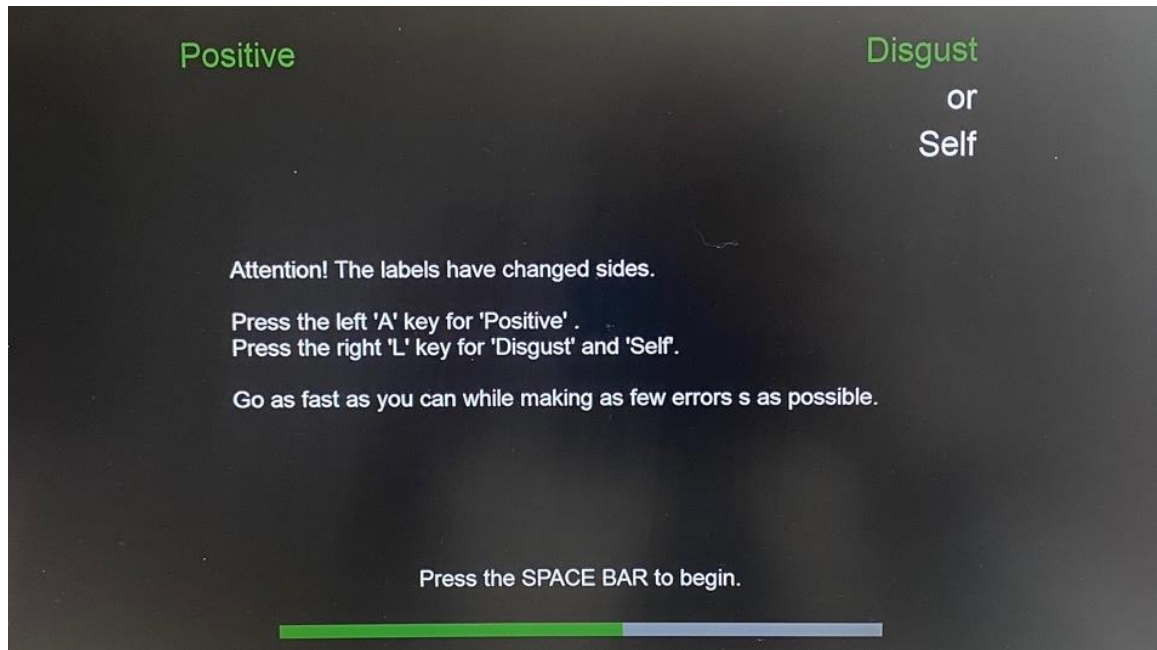 Positive
Disgust
or
Self
Attention! The labels have changed sides.
Press the left 'A' key for 'Positive' .
Press the right 'L' key for 'Disgust' and 'Self'.
Go as fast as you can while making as few errors s as possible.
Press the SPACE BAR to begin.